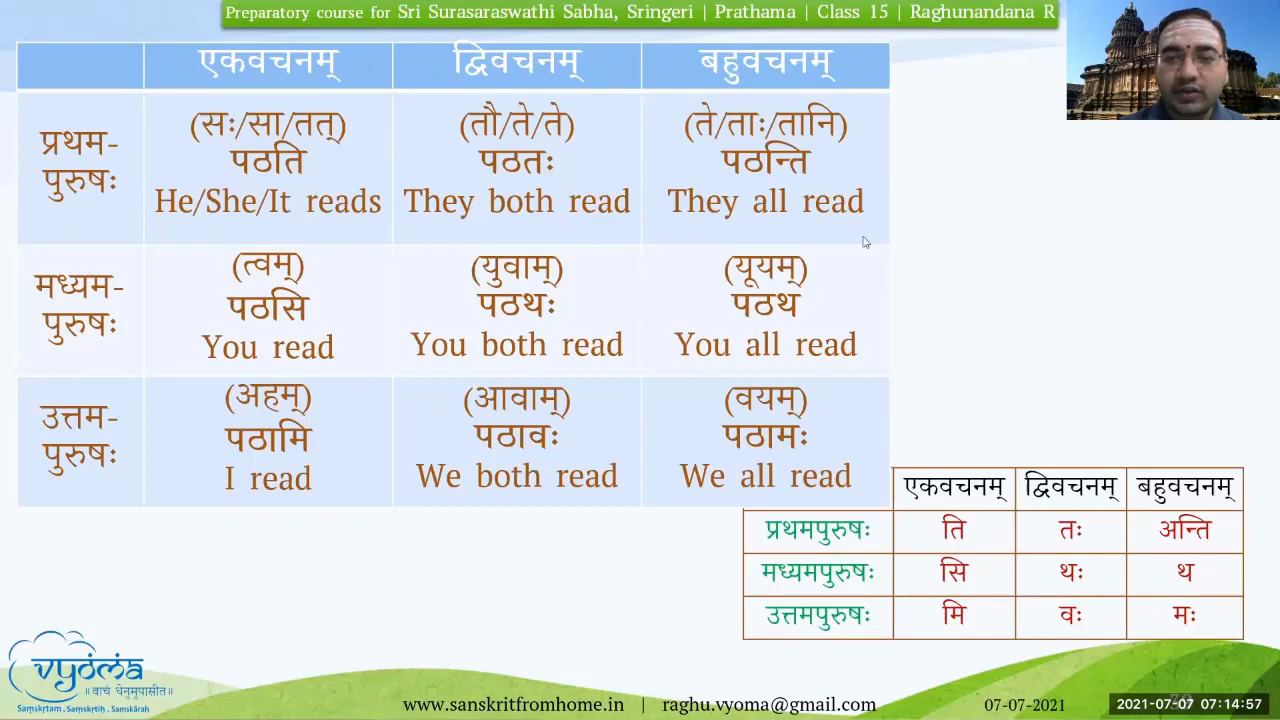 Preparatory course for Sri Surasaraswathi Sabha, Sringeri | Prathama | Class 15 | Raghunandana R
एकवचनम् द्विवचनम् बहुवचनम्
प्रथम-
पुरुषः
(सः/सा/तत्)
पठति
He/She/It reads
(तौ/ते/ते)
पठतः
They both read
(ते/ताः/तानि)
पठन्ति
They all read
मध्यम-
पुरुषः
(त्वम्)
पठसि
You read
(युवाम्)
पठथः
You both read
(यूयम्)
पठथ
You all read
उत्तम-
पुरुषः
(अहम्)
पठामि
I read
(आवाम्)
पठावः
We both read
(वयम्)
पठामः
We all read
एकवचनम् द्विवचनम् बहुवचनम्
प्रथमपुरुषः ति तः अन्ति
मध्यमपुरुषः सि थः थ
उत्तमपुरुषः मि वः मः
vyoma
॥ वाचं धेनुमुपासीत॥
Saṃskṛtam . Saṃskṛtiḥ . Saṃskārah
www.sanskritfromhome.in | raghu.vyoma@gmail.com
07-07-2021
2021-07-07 07:14:57